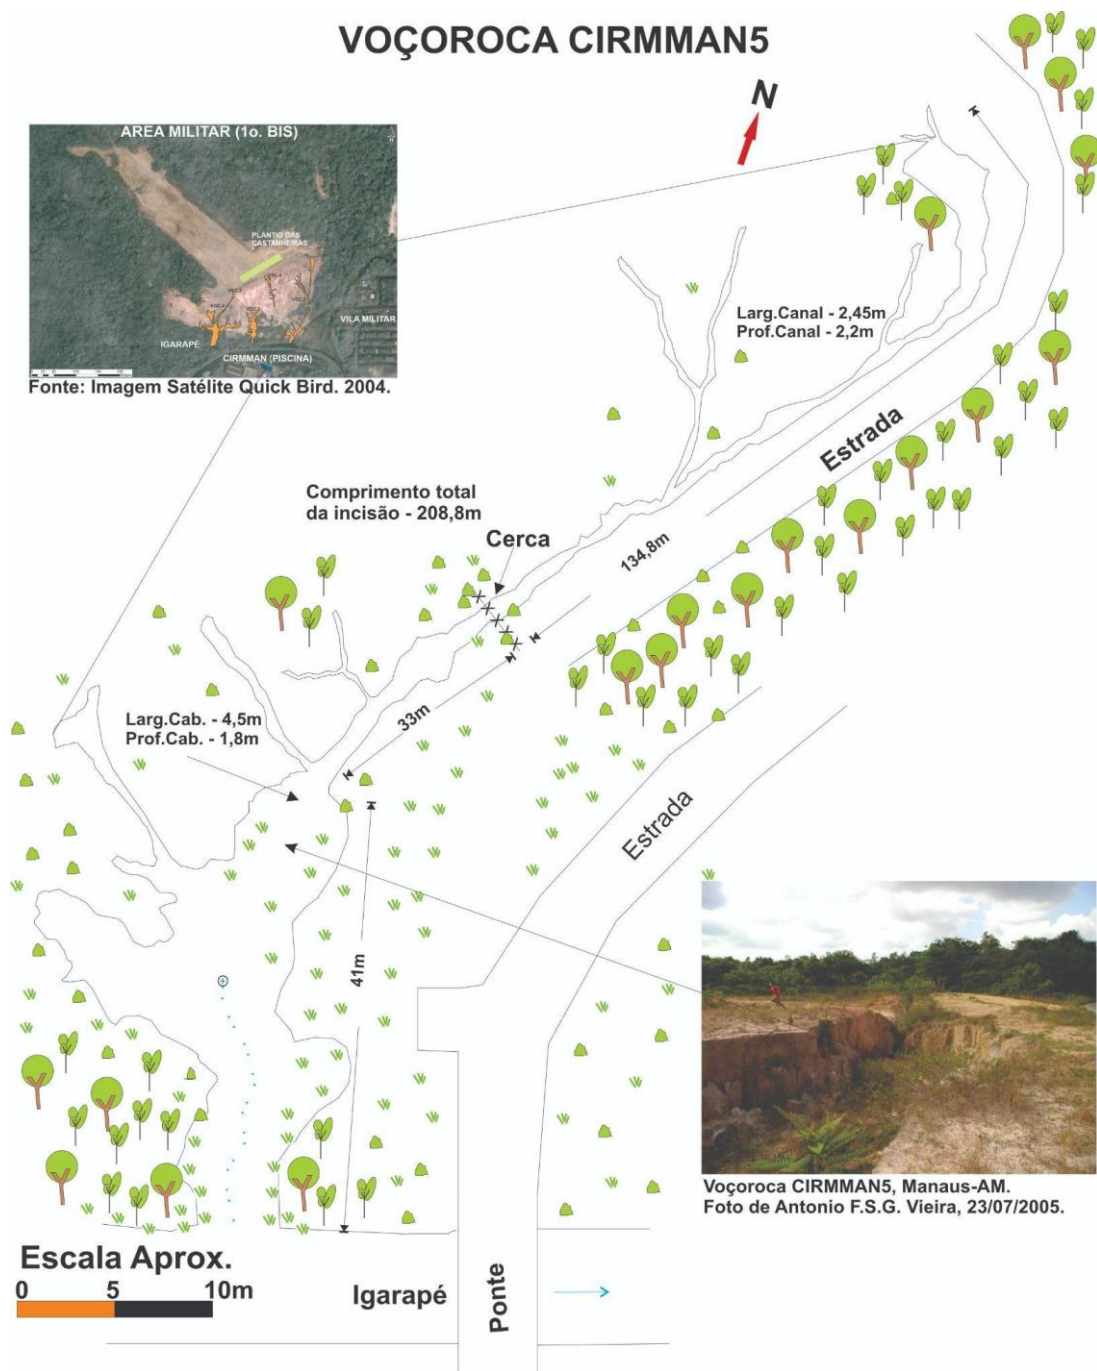 VOÇOROCA CIRMMAN5
N
AREA MILITAR (1o. BIS)
PLANTIO DAS
CASTANHEIRAS
VILA MILITAR
IGARAPÉ
CIRMMAN (PISCINA)
Fonte: Imagem Satélite Quick Bird. 2004.
Larg.Canal - 2,45m
Prof.Canal - 2,2m
Estrada
Comprimento total
da incisão - 208,8m
Cerca
134,8m
33m
Larg.Cab. - 4,5m
Prof.Cab. - 1,8m
Estrada
41m
Voçoroca CIRMMAN5, Manaus-AM.
Foto de Antonio F.S.G. Vieira, 23/07/2005.
Escala Aprox.
0 5 10m
Igarapé
Ponte